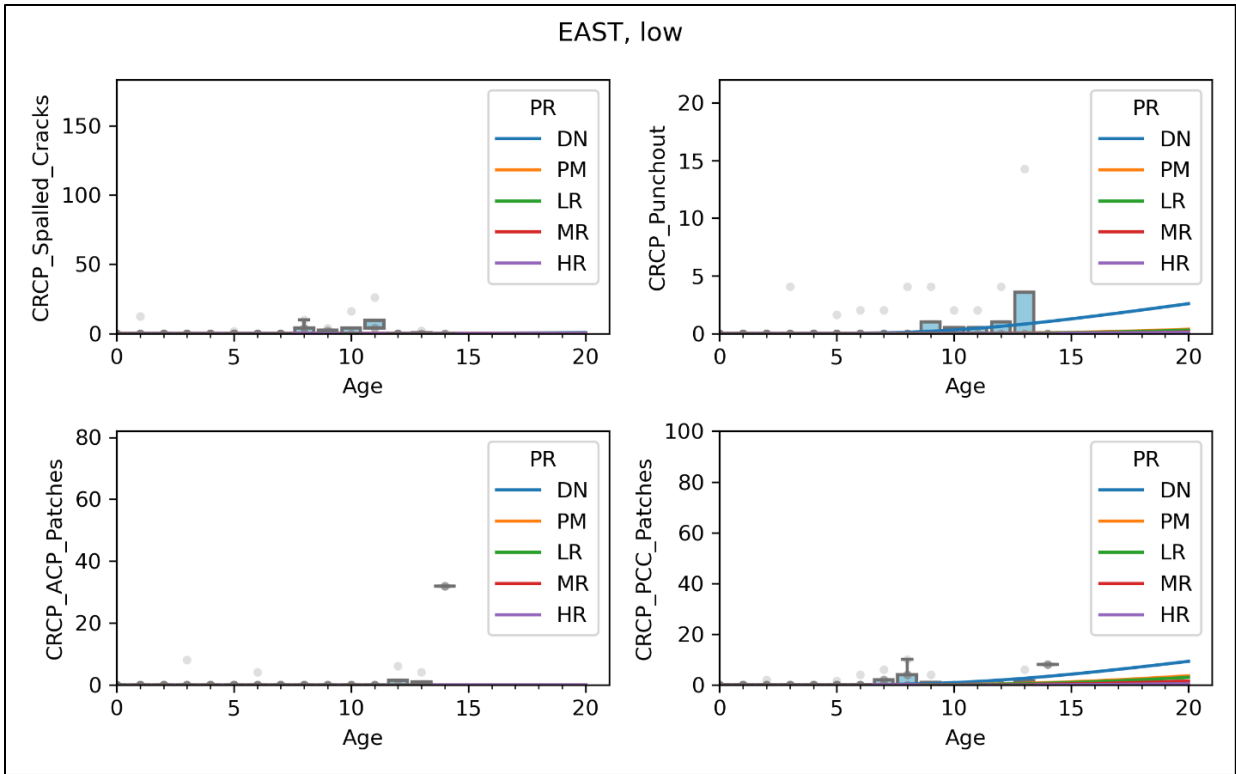 EAST, low
CRCP_Spalled_Cracks
150
100
50
0
0 5 10 15 20
Age
PR
DN
PM
LR
MR
HR
CRCP_Punchout
20
15
10
5
0
0 5 10 15 20
Age
PR
DN
PM
LR
MR
HR
CRCP_ACP_Patches
80
60
40
20
0
0 5 10 15 20
Age
PR
DN
PM
LR
MR
HR
CRCP_PCC_Patches
100
80
60
40
20
0
0 5 10 15 20
Age
PR
DN
PM
LR
MR
HR